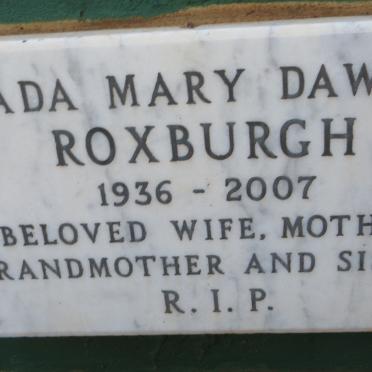 ADA MARY DAW
ROXBURGH
1936 - 2007
BELOVED WIFE, MOTH
RANDMOTHER AND SI
R. I. P.